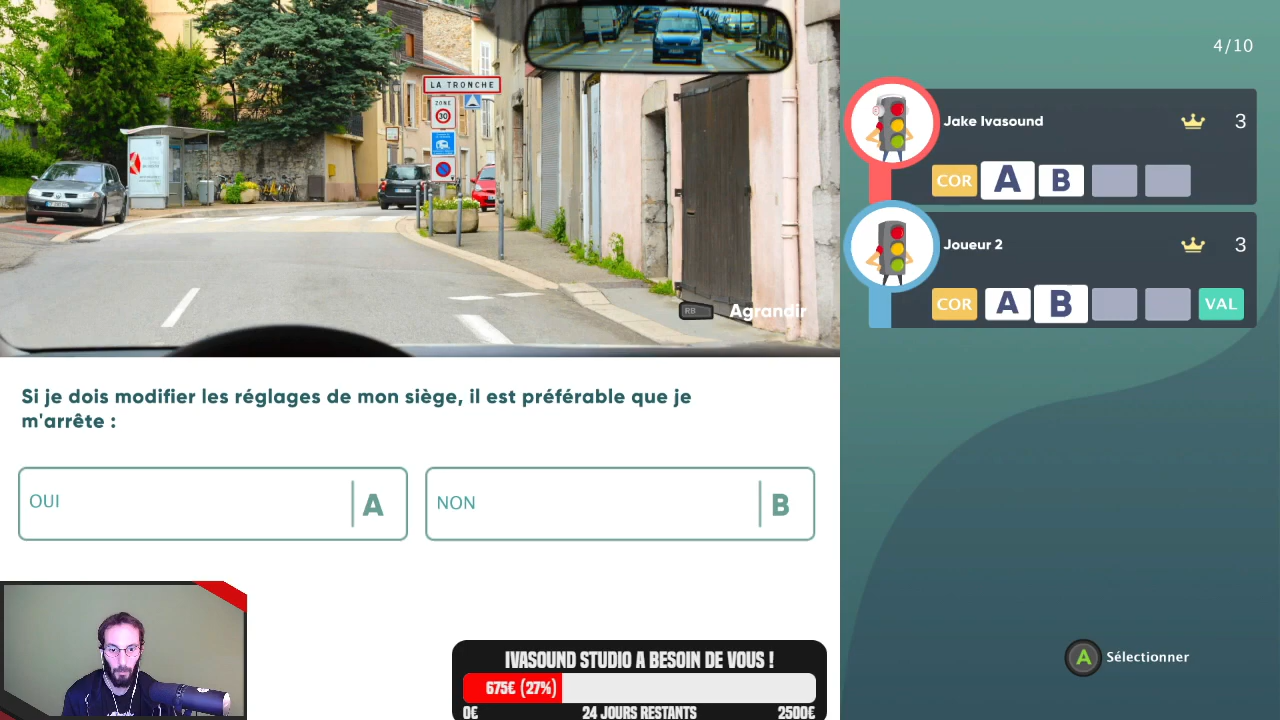 LA TRONCHE
ZONE
30
RB Agrandir
Si je dois modifier les réglages de mon siège, il est préférable que je
m'arrête :
OUI A
NON B
4/10
Jake Ivasound 3
COR A B
Joueur 2 3
COR A B VAL
A Sélectionner
IVASOUND STUDIO A BESOIN DE VOUS !
675€ (27%)
0€ 24 JOURS RESTANTS 2500€